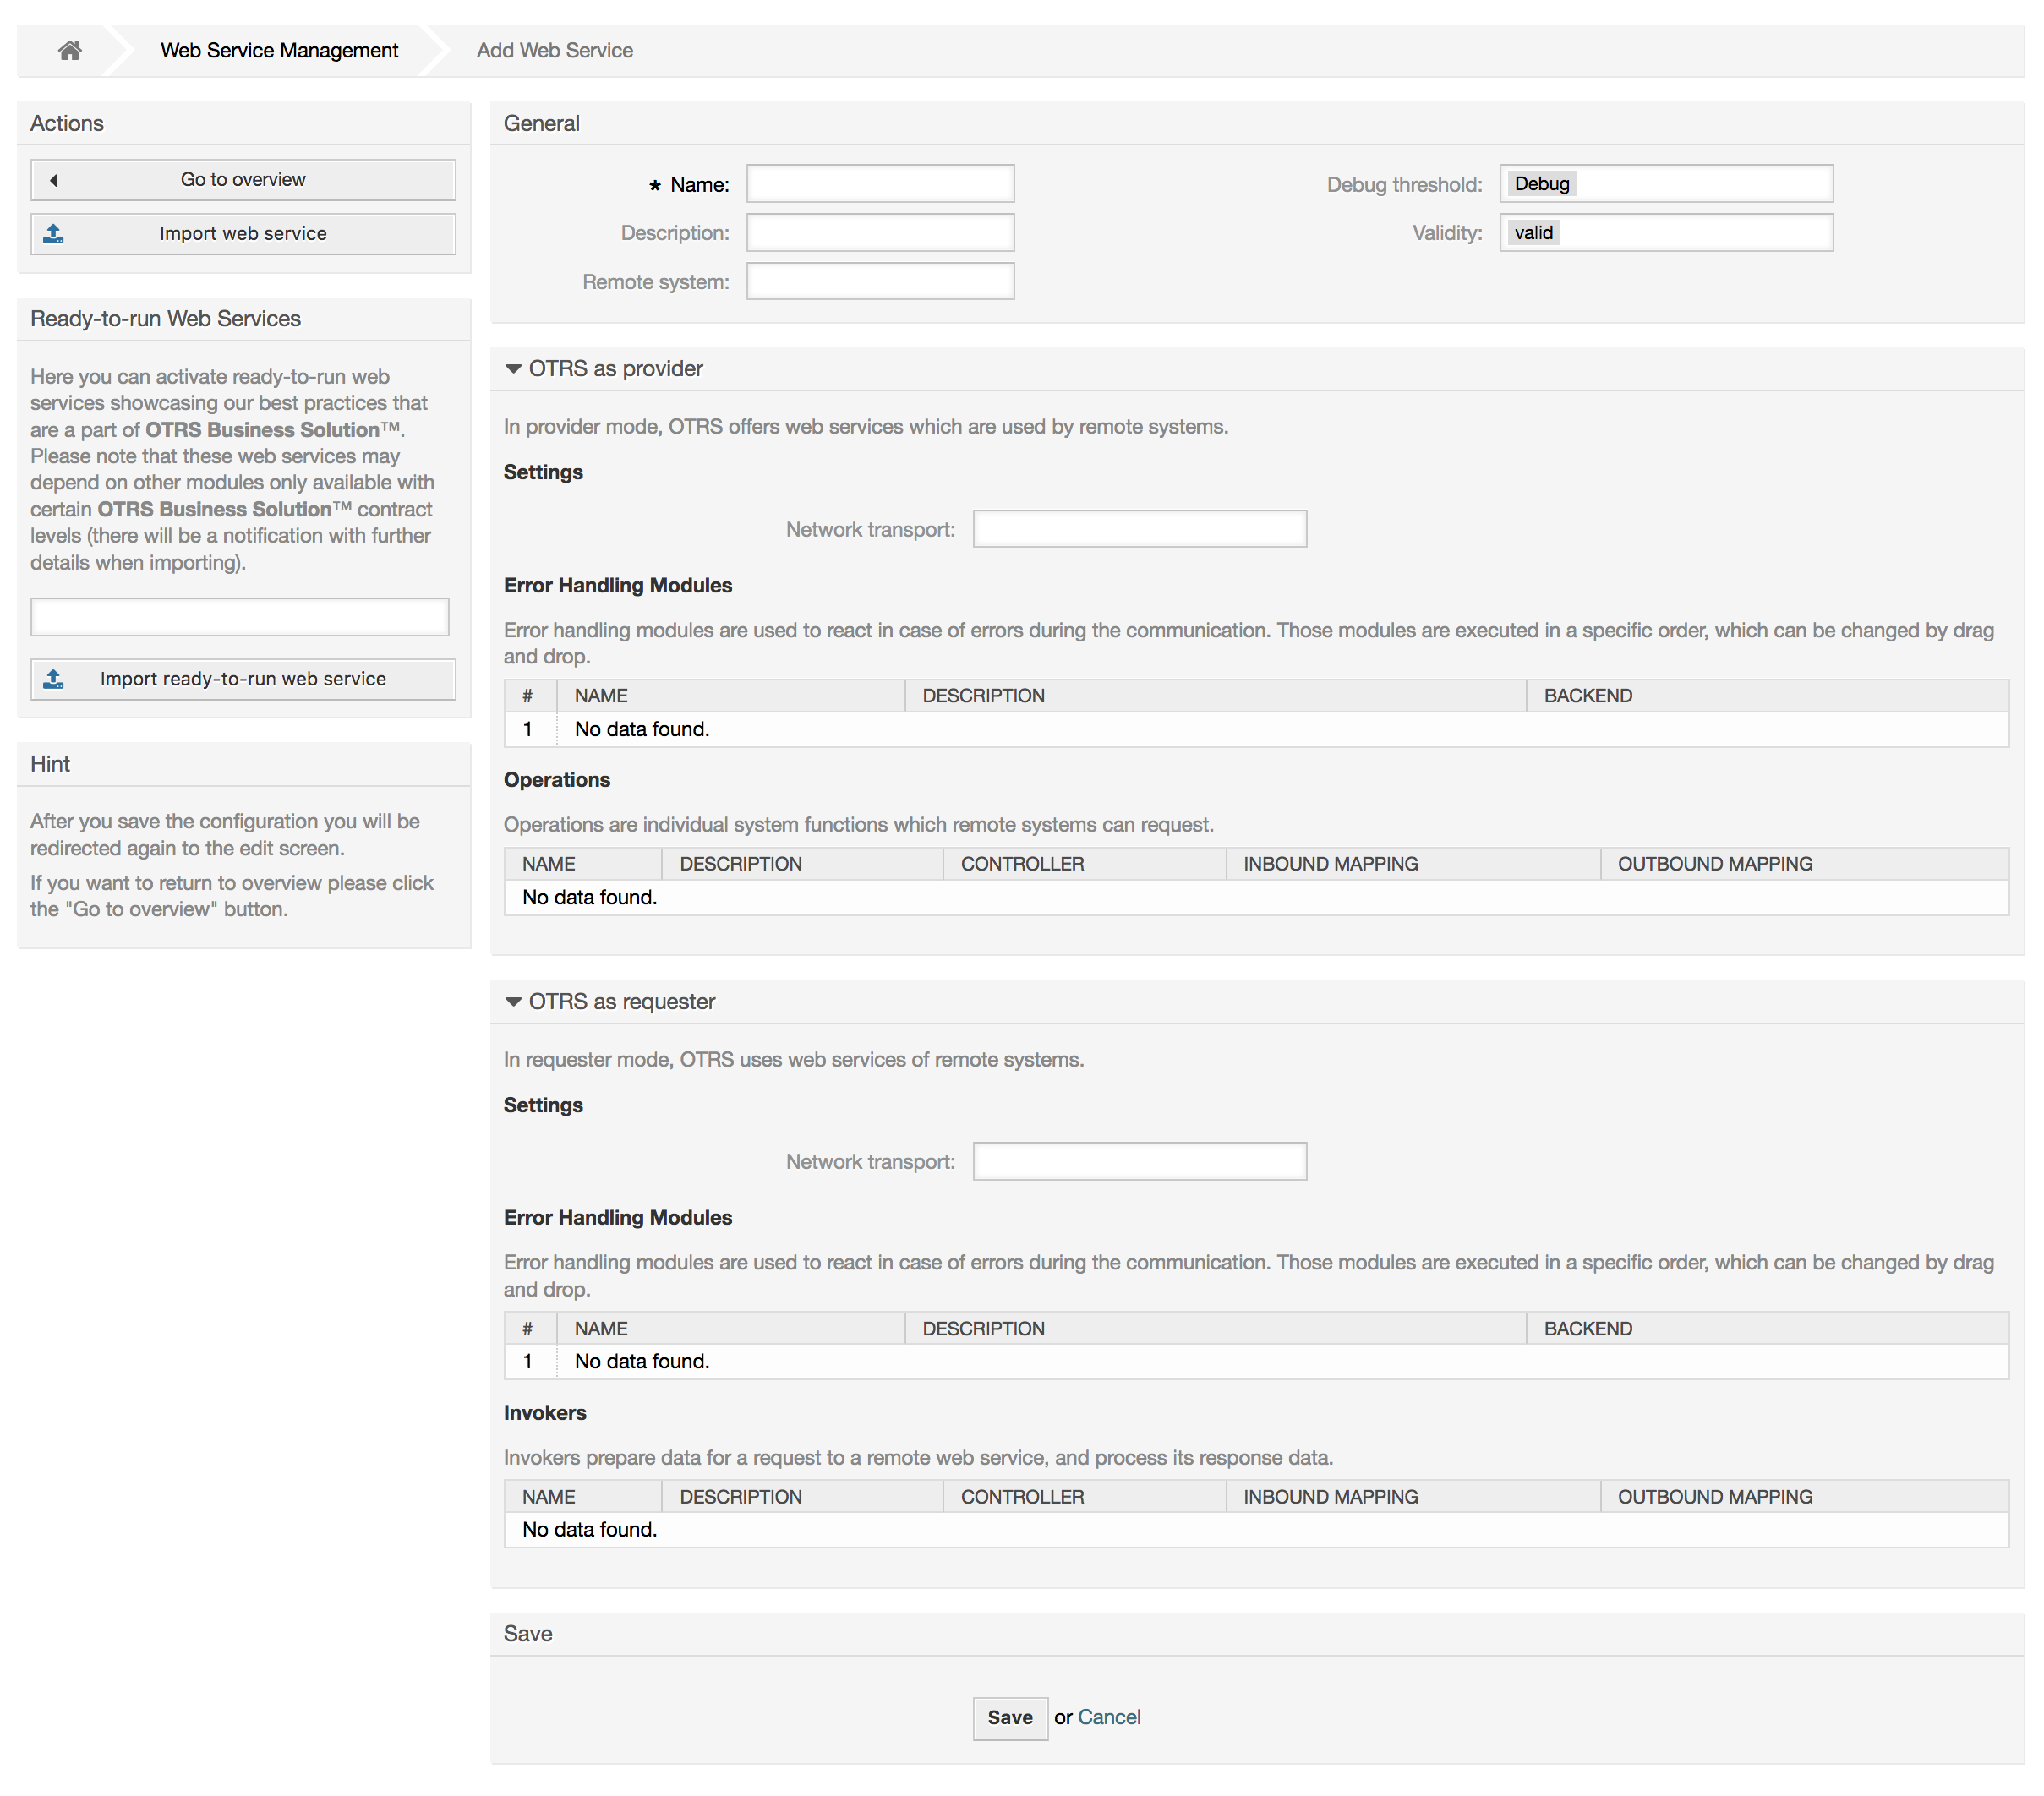 Web Service Management
Add Web Service
Actions
Go to overview
Import web service
Ready-to-run Web Services
Here you can activate ready-to-run web
services showcasing our best practices that
are a part of OTRS Business Solution™.
Please note that these web services may
depend on other modules only available with
certain OTRS Business Solution™ contract
levels (there will be a notification with further
details when importing).
Import ready-to-run web service
Hint
After you save the configuration you will be
redirected again to the edit screen.
If you want to return to overview please click
the "Go to overview" button.
General
* Name:
Debug threshold: Debug
Description:
Validity: valid
Remote system:
OTRS as provider
In provider mode, OTRS offers web services which are used by remote systems.
Settings
Network transport:
Error Handling Modules
Error handling modules are used to react in case of errors during the communication. Those modules are executed in a specific order, which can be changed by drag
and drop.
# NAME DESCRIPTION BACKEND
1 No data found.
Operations
Operations are individual system functions which remote systems can request.
NAME DESCRIPTION CONTROLLER INBOUND MAPPING OUTBOUND MAPPING
No data found.
OTRS as requester
In requester mode, OTRS uses web services of remote systems.
Settings
Network transport:
Error Handling Modules
Error handling modules are used to react in case of errors during the communication. Those modules are executed in a specific order, which can be changed by drag
and drop.
# NAME DESCRIPTION BACKEND
1 No data found.
Invokers
Invokers prepare data for a request to a remote web service, and process its response data.
NAME DESCRIPTION CONTROLLER INBOUND MAPPING OUTBOUND MAPPING
No data found.
Save
Save or Cancel